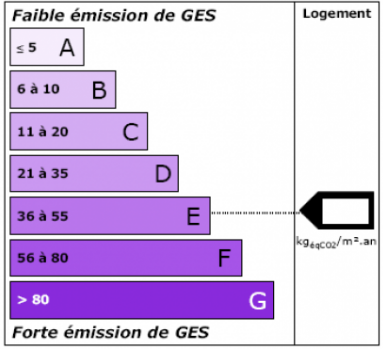 Faible émission de GES
Logement
≤ 5 A
6 à 10 B
11 à 20 C
21 à 35 D
36 à 55 E
56 à 80 F
> 80 G
kgéqCO2/m².an
Forte émission de GES